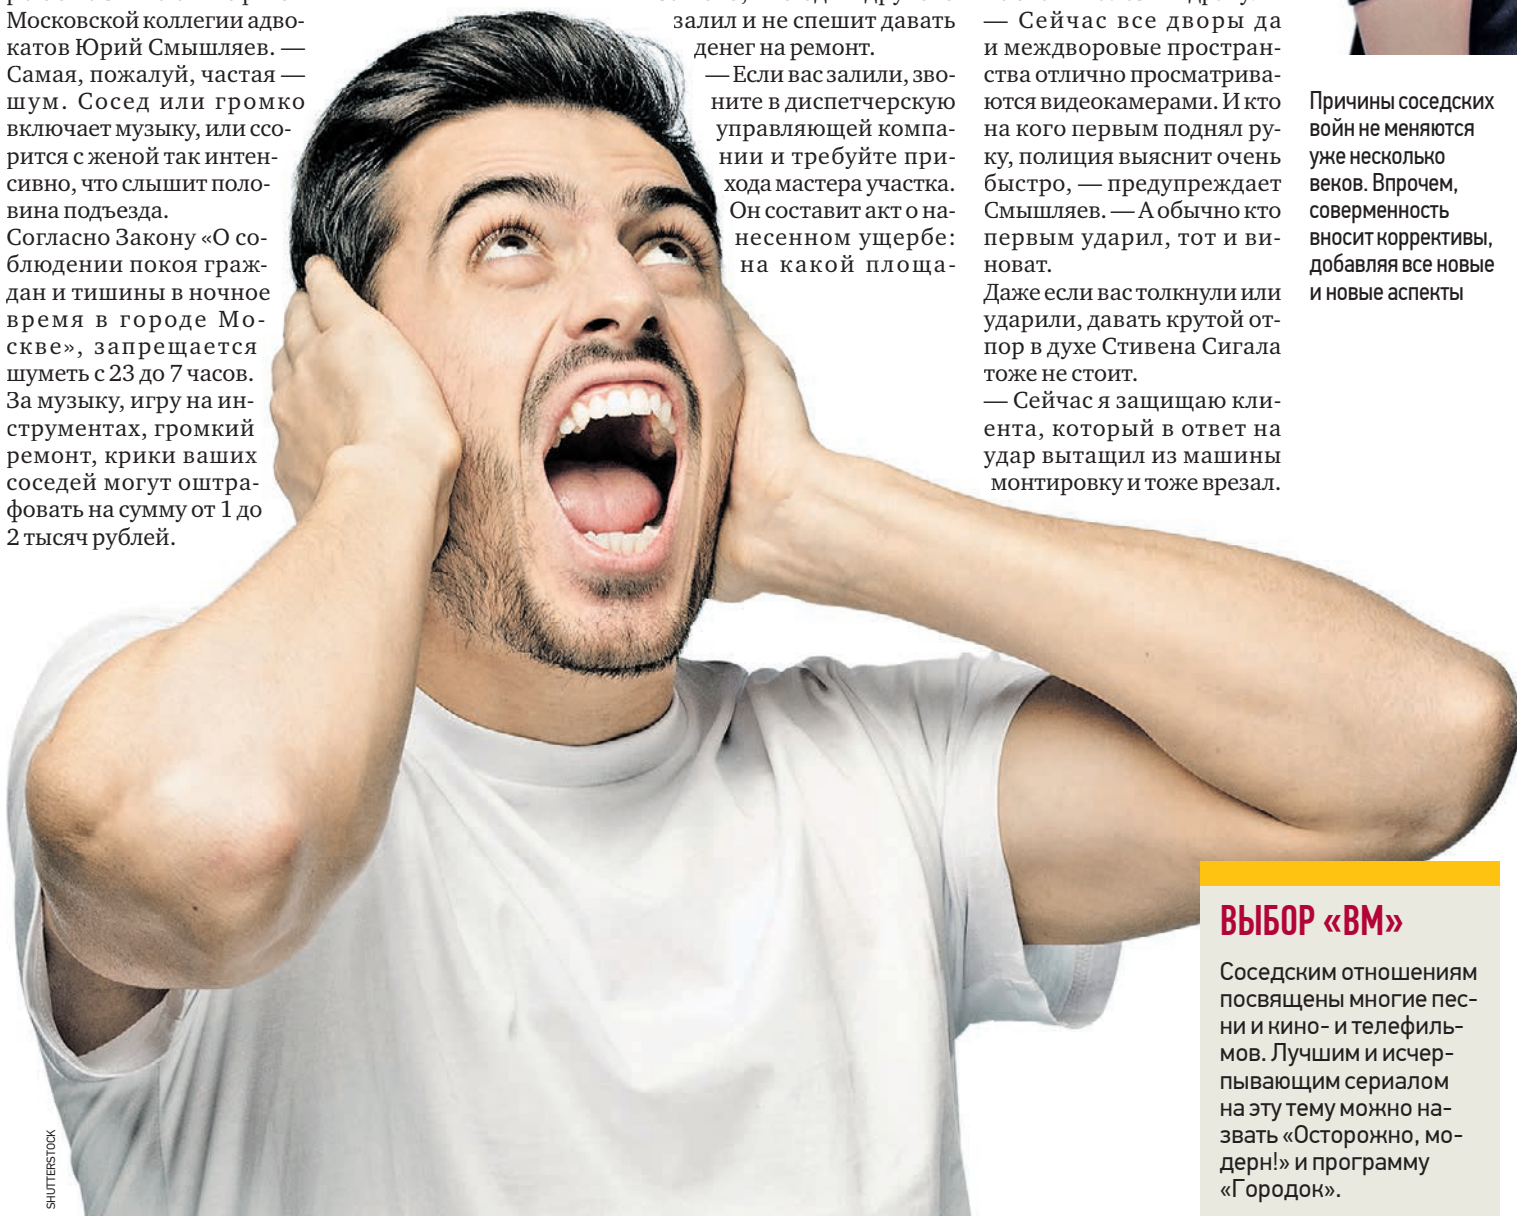 Московской коллегии адво-
катов Юрий Смышляев. —
Самая, пожалуй, частая —
шум. Сосед или громко
включает музыку, или ссо-
рится с женой так интен-
сивно, что слышит поло-
вина подъезда.
Согласно Закону «О со-
блюдении покоя граж-
дан и тишины в ночное
время в городе Мо-
скве», запрещается
шуметь с 23 до 7 часов.
За музыку, игру на ин-
струментах, громкий
ремонт, крики ваших
соседей могут оштра-
фовать на сумму от 1 до
2 тысяч рублей.
залил и не спешит давать
денег на ремонт.
— Если вас залили, зво-
ните в диспетчерскую
управляющей компа-
нии и требуйте при-
хода мастера участка.
Он составит акт о на-
несенном ущербе:
на какой площа-
— Сейчас все дворы да
и междворовые простран-
ства отлично просматрива-
ются видеокамерами. И кто
на кого первым поднял ру-
ку, полиция выяснит очень
быстро, — предупреждает
Смышляев. — А обычно кто
первым ударил, тот и ви-
новат.
Даже если вас толкнули или
ударили, давать крутой от-
пор в духе Стивена Сигала
тоже не стоит.
— Сейчас я защищаю кли-
ента, который в ответ на
удар вытащил из машины
монтировку и тоже врезал.
Причины соседских
войн не меняются
уже несколько
веков. Впрочем,
соверменность
вносит коррективы,
добавляя все новые
и новые аспекты
ВЫБОР «ВМ»
Соседским отношениям
посвящены многие пес-
ни и кино- и телефиль-
мов. Лучшим и исчер-
пывающим сериалом
на эту тему можно на-
звать «Осторожно, мо-
дерн!» и программу
«Городок».
SHUTTERSTOCK